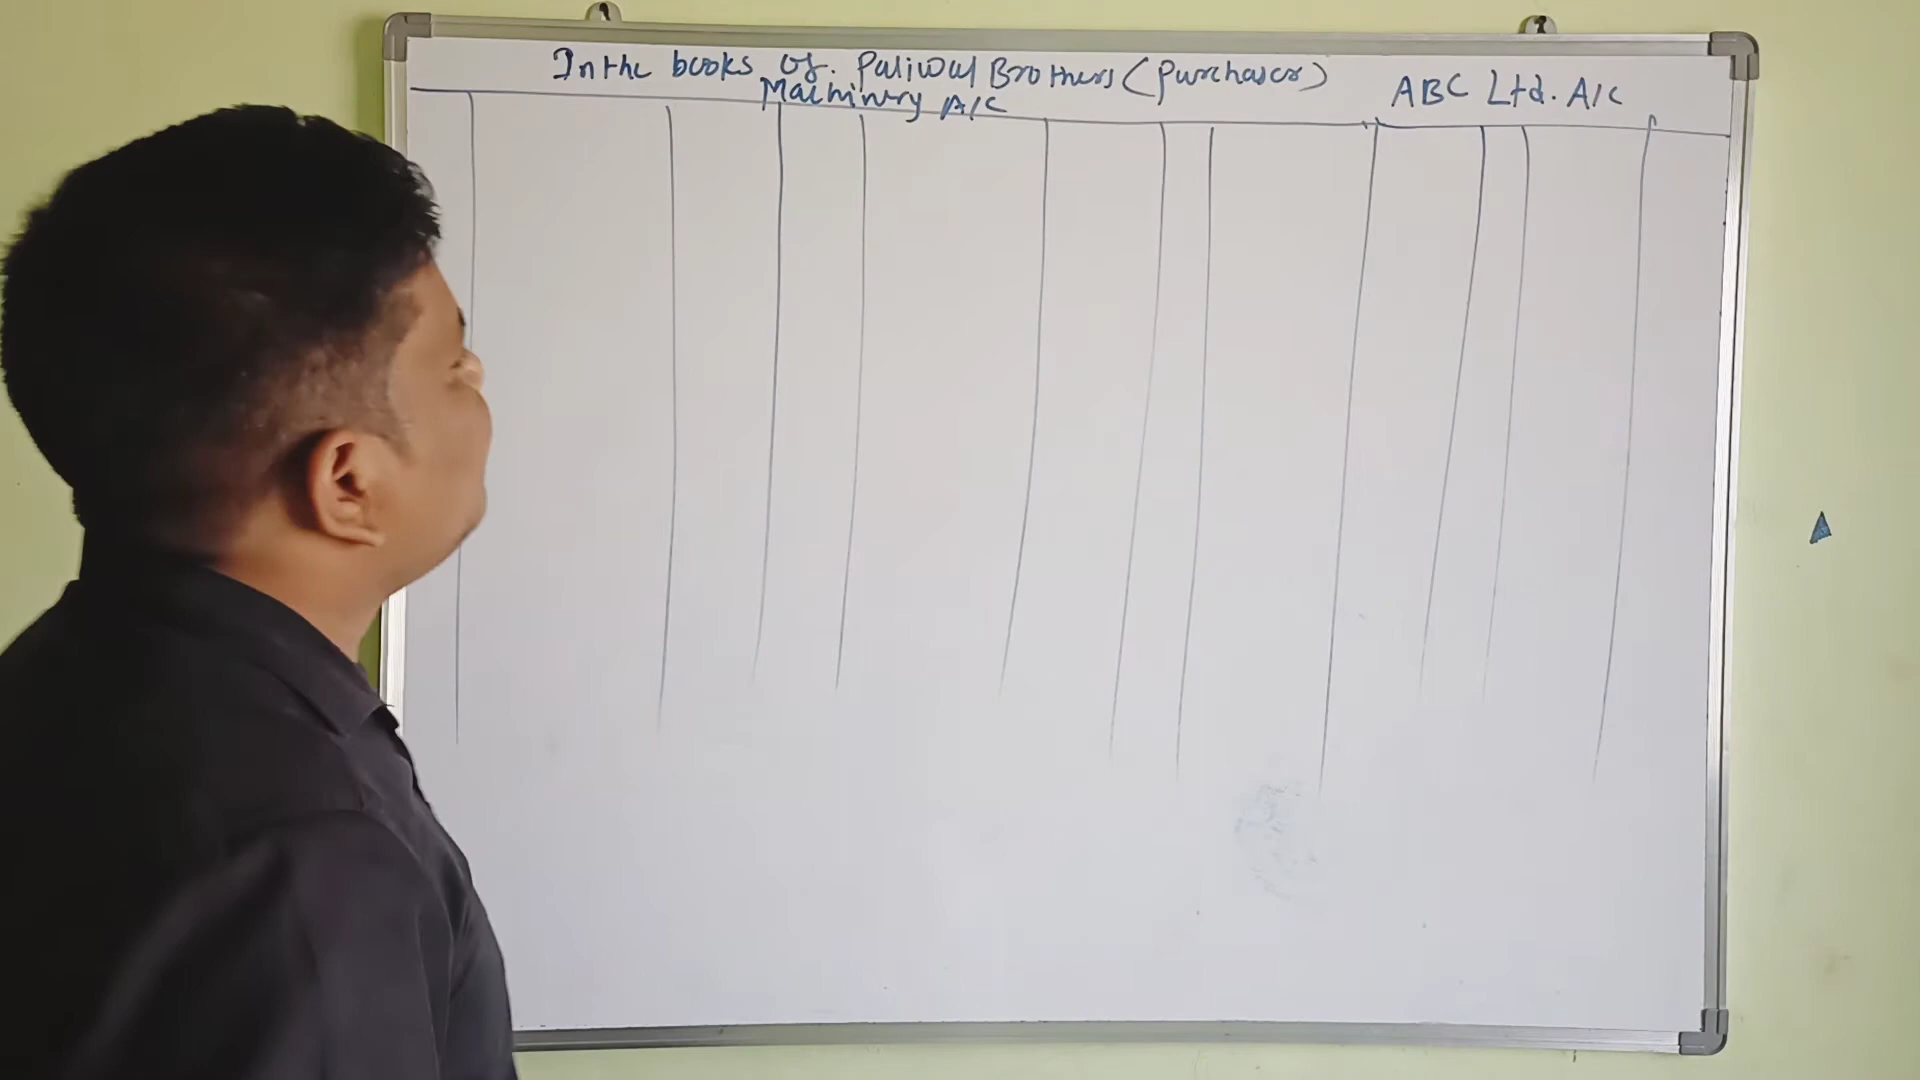 In the books of. Paliwal Brothers (Purchaser)
Machinery A/C
ABC Ltd. A/C